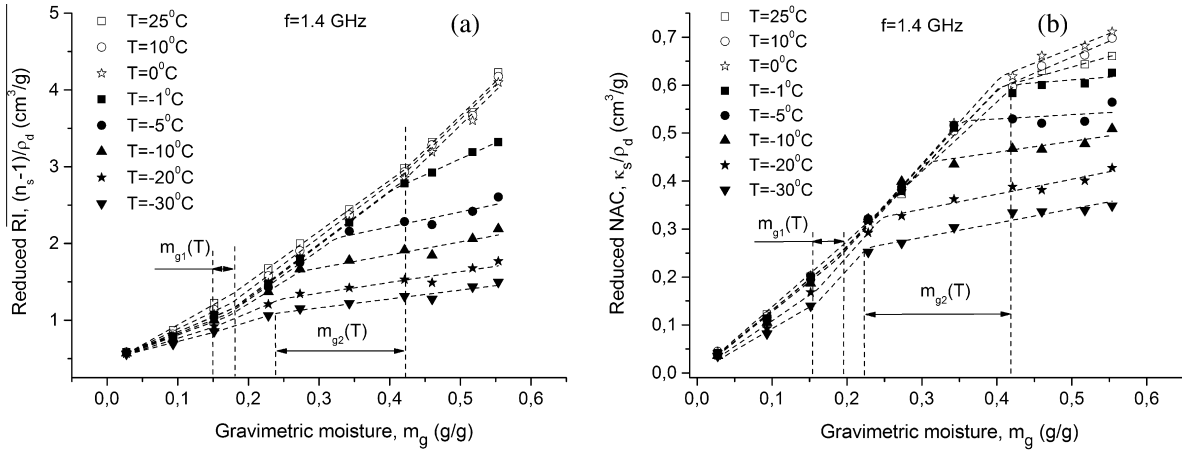 (a)
f=1.4 GHz
T=25⁰C
T=10⁰C
T=0⁰C
T=-1⁰C
T=-5⁰C
T=-10⁰C
T=-20⁰C
T=-30⁰C
m_g1(T)
m_g2(T)
Reduced RI, (n_s-1)/ρ_d (cm³/g)
5
4
3
2
1
0,0 0,1 0,2 0,3 0,4 0,5 0,6
Gravimetric moisture, m_g (g/g)
(b)
f=1.4 GHz
T=25⁰C
T=10⁰C
T=0⁰C
T=-1⁰C
T=-5⁰C
T=-10⁰C
T=-20⁰C
T=-30⁰C
m_g1(T)
m_g2(T)
Reduced NAC, κ_s/ρ_d (cm³/g)
0,7
0,6
0,5
0,4
0,3
0,2
0,1
0,0
0,0 0,1 0,2 0,3 0,4 0,5 0,6
Gravimetric moisture, m_g (g/g)